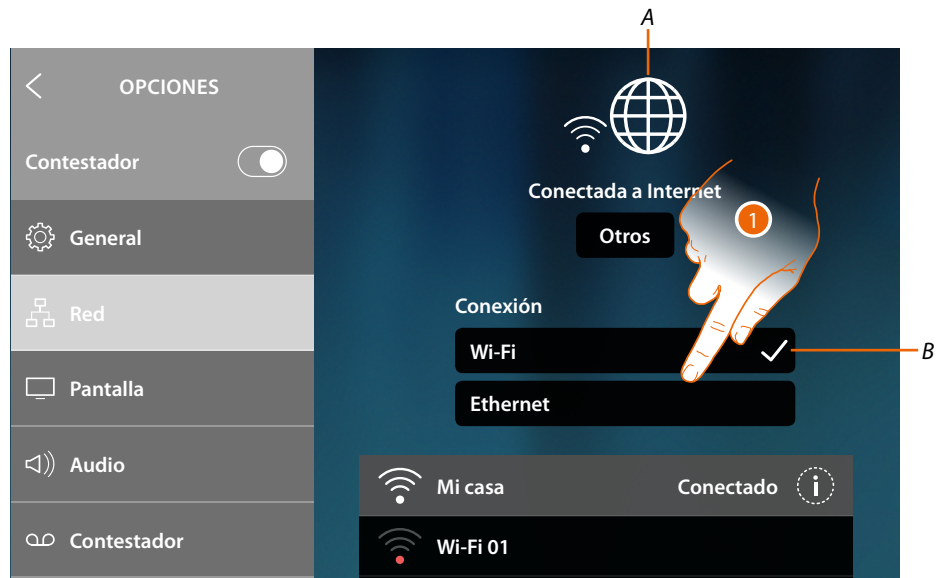 A
OPCIONES
Contestador
General
Red
Pantalla
Audio
Contestador
Conectada a Internet
Otros
1
Conexión
Wi-Fi
B
Ethernet
Mi casa
Conectado
i
Wi-Fi 01